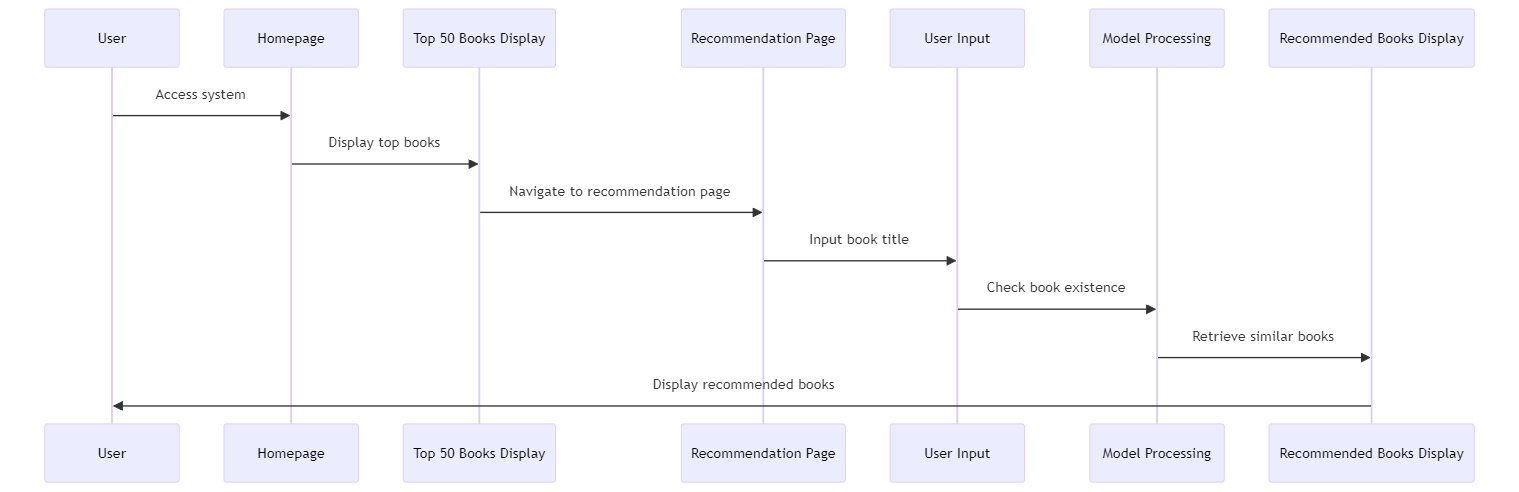 User
Homepage
Top 50 Books Display
Recommendation Page
User Input
Model Processing
Recommended Books Display
Access system
Display top books
Navigate to recommendation page
Input book title
Check book existence
Retrieve similar books
Display recommended books
User
Homepage
Top 50 Books Display
Recommendation Page
User Input
Model Processing
Recommended Books Display